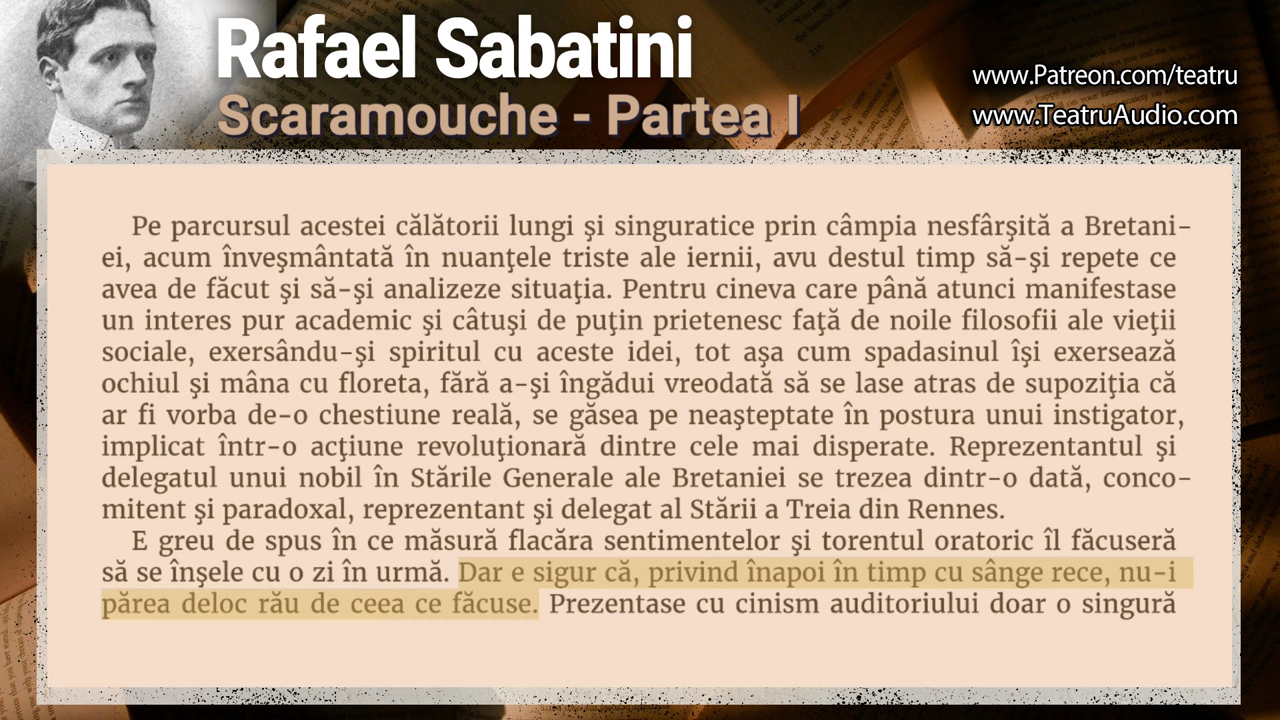 Rafael Sabatini
Scaramouche - Partea I
www.Patreon.com/teatru
www.TeatruAudio.com
Pe parcursul acestei călătorii lungi şi singuratice prin câmpia nesfârşită a Bretani-
ei, acum înveşmântată în nuanţele triste ale iernii, avu destul timp să-şi repete ce
avea de făcut şi să-şi analizeze situaţia. Pentru cineva care până atunci manifestase
un interes pur academic şi câtuşi de puţin prietenesc faţă de noile filosofii ale vieţii
sociale, exersându-şi spiritul cu aceste idei, tot aşa cum spadasinul îşi exersează
ochiul şi mâna cu floreta, fără a-şi îngădui vreodată să se lase atras de supoziţia că
ar fi vorba de-o chestiune reală, se găsea pe neaşteptate în postura unui instigator,
implicat într-o acţiune revoluţionară dintre cele mai disperate. Reprezentantul şi
delegatul unui nobil în Stările Generale ale Bretaniei se trezea dintr-o dată, conco-
mitent şi paradoxal, reprezentant şi delegat al Stării a Treia din Rennes.
E greu de spus în ce măsură flacăra sentimentelor şi torentul oratoric îl făcuseră
să se înşele cu o zi în urmă. Dar e sigur că, privind înapoi în timp cu sânge rece, nu-i
părea deloc rău de ceea ce făcuse. Prezentase cu cinism auditoriului doar o singură